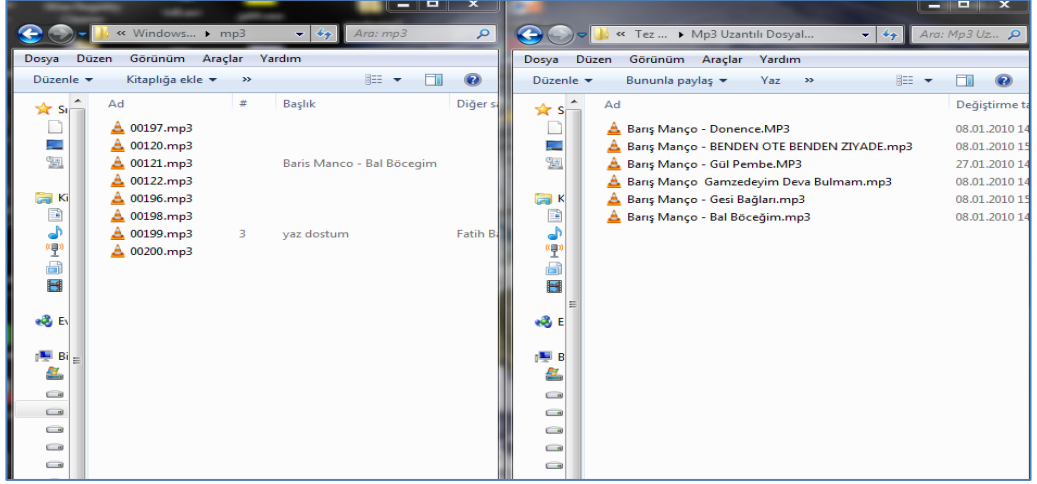 « Windows... ▸ mp3
Ara: mp3
Dosya Düzen Görünüm Araçlar Yardım
Düzenle Kitaplığa ekle »
Ad # Başlık Diğer
00197.mp3
00120.mp3
00121.mp3 Baris Manco - Bal Böcegim
00122.mp3
00196.mp3
00198.mp3
00199.mp3 3 yaz dostum Fatih
00200.mp3
Ki
Ev
Bi
« Tez ... ▸ Mp3 Uzantılı Dosyal...
Ara: Mp3 Uz...
Dosya Düzen Görünüm Araçlar Yardım
Düzenle Bununla paylaş Yaz »
Ad Değiştirme
Barış Manço - Donence.MP3 08.01.2010 14
Barış Manço - BENDEN OTE BENDEN ZIYADE.mp3 08.01.2010 15
Barış Manço - Gül Pembe.MP3 27.01.2010 14
Barış Manço Gamzedeyim Deva Bulmam.mp3 08.01.2010 14
Barış Manço - Gesi Bağları.mp3 08.01.2010 15
Barış Manço - Bal Böceğim.mp3 08.01.2010 14
S
K
E
B